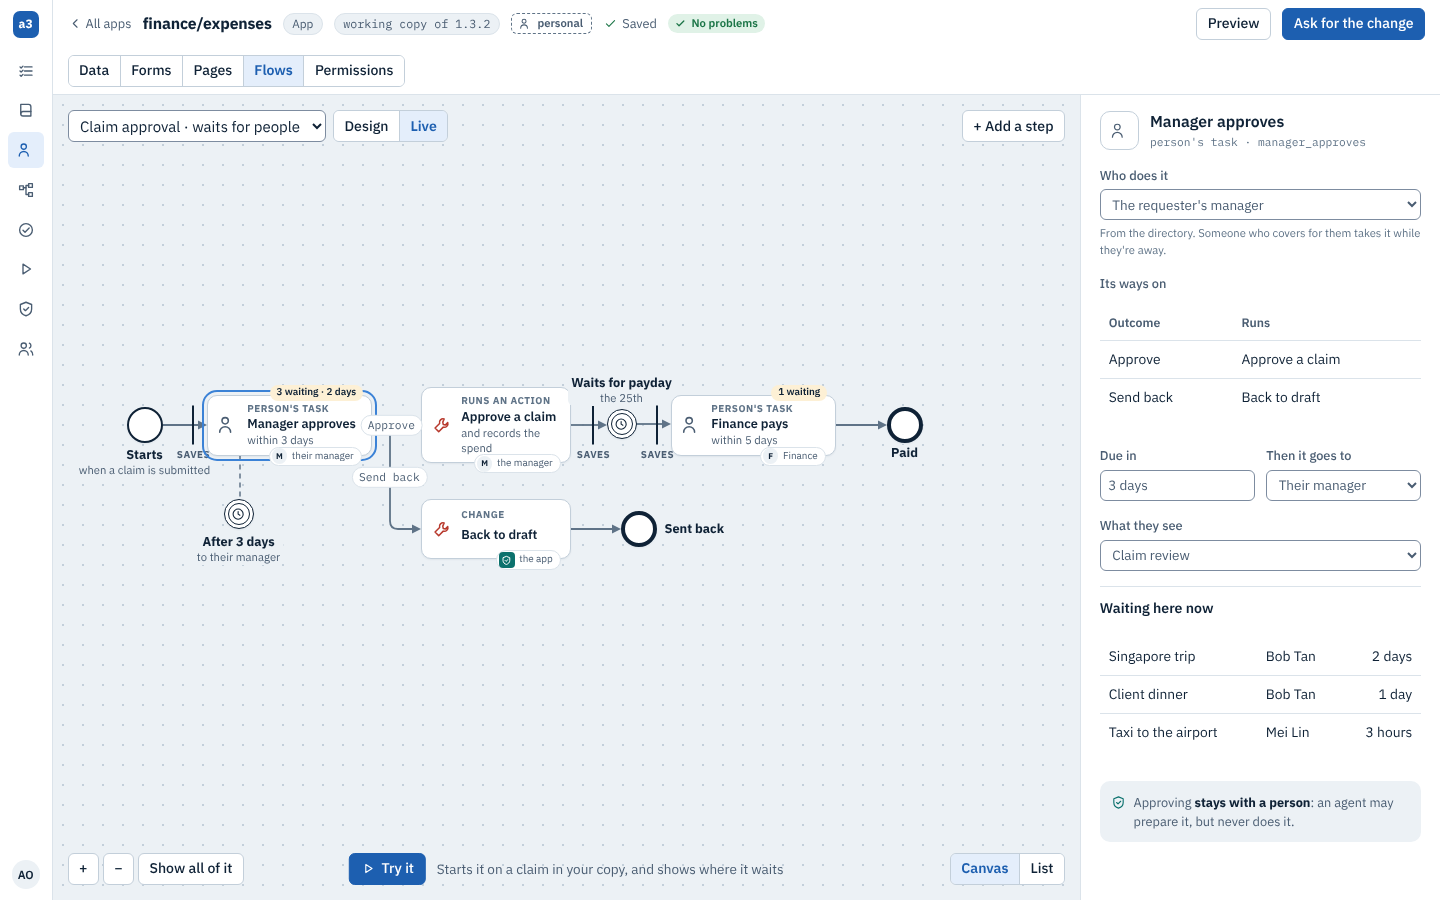 a3
All apps
finance/expenses
App
working copy of 1.3.2
personal
Saved
No problems
Preview
Ask for the change
Data
Forms
Pages
Flows
Permissions
Claim approval · waits for people
Design
Live
+ Add a step
Starts
when a claim is submitted
SAVES
3 waiting · 2 days
PERSON'S TASK
Manager approves
within 3 days
M their manager
After 3 days
to their manager
Approve
Send back
RUNS AN ACTION
Approve a claim
and records the
spend
M the manager
CHANGE
Back to draft
the app
Sent back
Waits for payday
the 25th
SAVES
SAVES
1 waiting
PERSON'S TASK
Finance pays
within 5 days
F Finance
Paid
+
−
Show all of it
Try it
Starts it on a claim in your copy, and shows where it waits
Canvas
List
AO
Manager approves
person's task · manager_approves
Who does it
The requester's manager
From the directory. Someone who covers for them takes it while
they're away.
Its ways on
Outcome Runs
Approve Approve a claim
Send back Back to draft
Due in Then it goes to
3 days Their manager
What they see
Claim review
Waiting here now
Singapore trip Bob Tan 2 days
Client dinner Bob Tan 1 day
Taxi to the airport Mei Lin 3 hours
Approving stays with a person: an agent may
prepare it, but never does it.